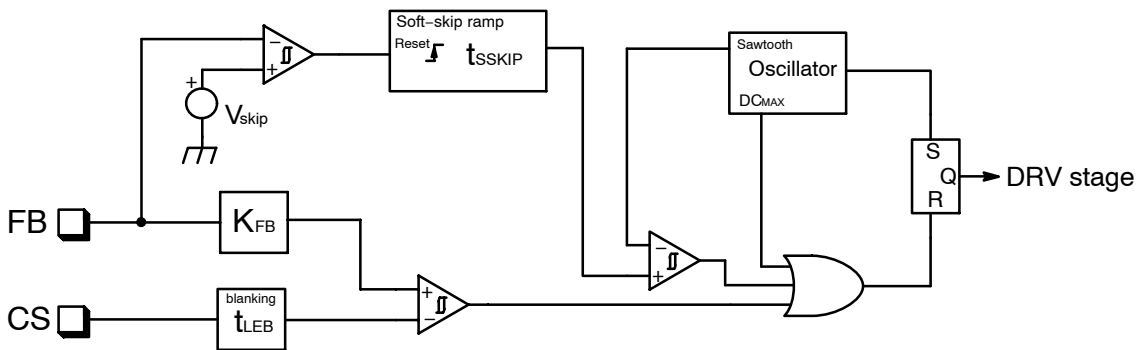 Soft-skip ramp
Reset
tSSKIP
Sawtooth
Oscillator
DCMAX
− +
+
Vskip
S
Q
R
DRV stage
FB
KFB
− +
+ −
CS
blanking
tLEB